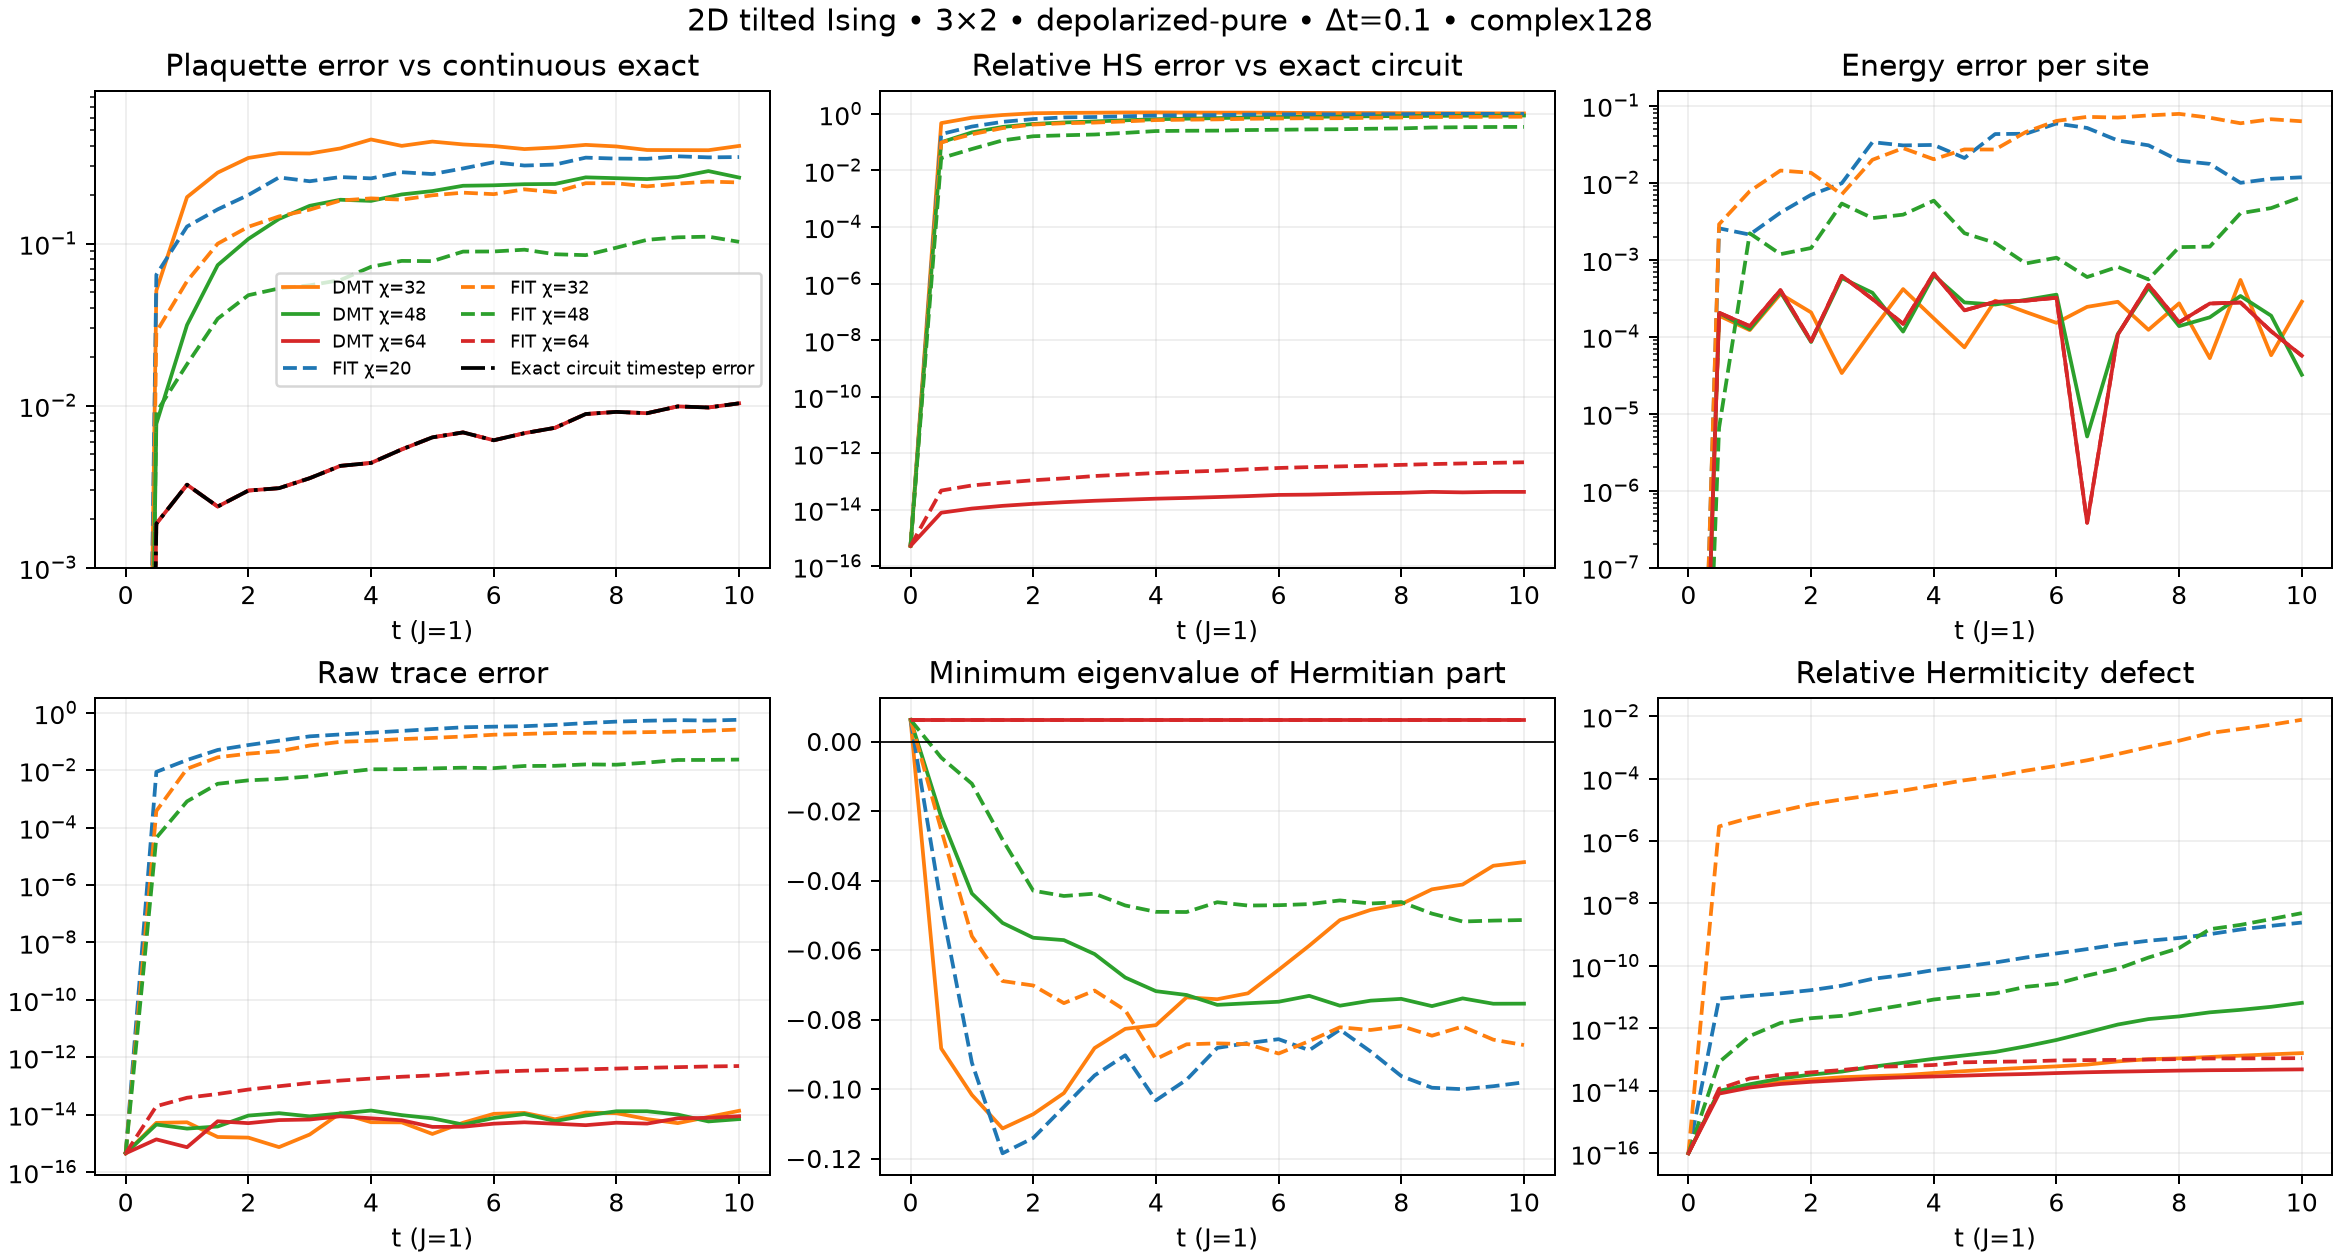 2D tilted Ising • 3×2 • depolarized-pure • Δt=0.1 • complex128
Plaquette error vs continuous exact
10⁻¹
10⁻²
10⁻³
DMT χ=32
DMT χ=48
DMT χ=64
FIT χ=20
FIT χ=32
FIT χ=48
FIT χ=64
Exact circuit timestep error
0 2 4 6 8 10
t (J=1)
Relative HS error vs exact circuit
10⁰
10⁻²
10⁻⁴
10⁻⁶
10⁻⁸
10⁻¹⁰
10⁻¹²
10⁻¹⁴
10⁻¹⁶
0 2 4 6 8 10
t (J=1)
Energy error per site
10⁻¹
10⁻²
10⁻³
10⁻⁴
10⁻⁵
10⁻⁶
10⁻⁷
0 2 4 6 8 10
t (J=1)
Raw trace error
10⁰
10⁻²
10⁻⁴
10⁻⁶
10⁻⁸
10⁻¹⁰
10⁻¹²
10⁻¹⁴
10⁻¹⁶
0 2 4 6 8 10
t (J=1)
Minimum eigenvalue of Hermitian part
0.00
−0.02
−0.04
−0.06
−0.08
−0.10
−0.12
0 2 4 6 8 10
t (J=1)
Relative Hermiticity defect
10⁻²
10⁻⁴
10⁻⁶
10⁻⁸
10⁻¹⁰
10⁻¹²
10⁻¹⁴
10⁻¹⁶
0 2 4 6 8 10
t (J=1)